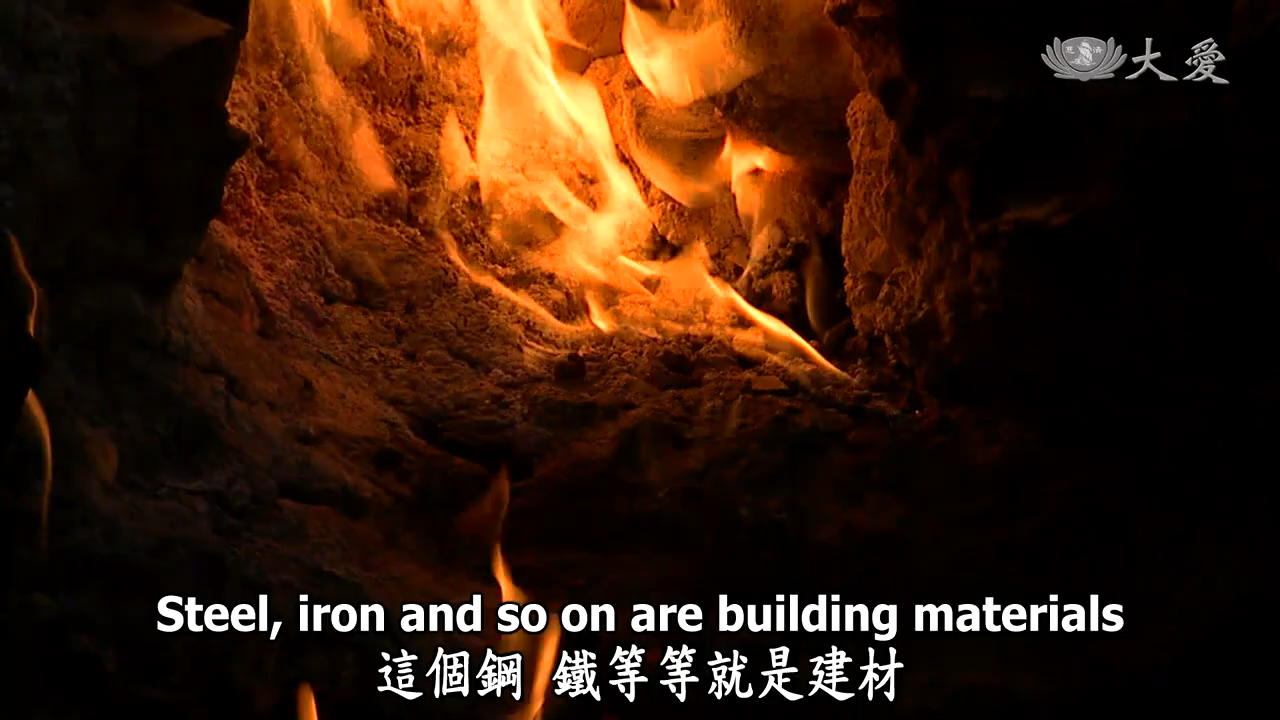 大愛
Steel, iron and so on are building materials
這個鋼 鐵等等就是建材